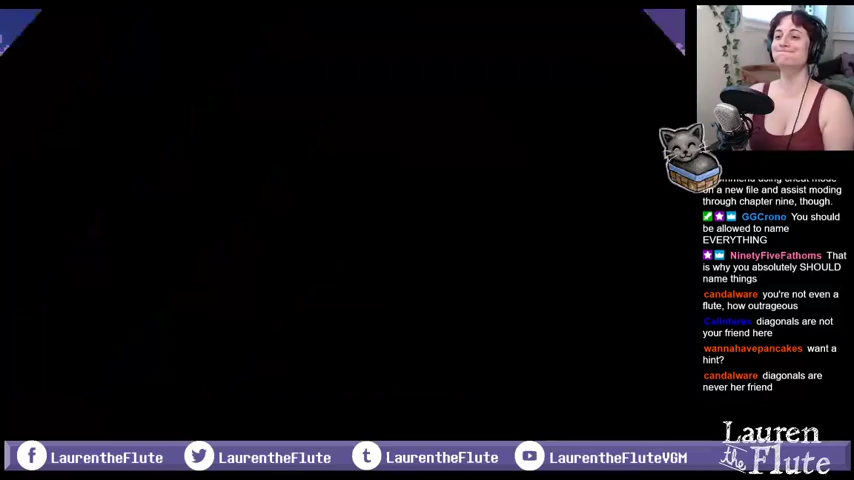 on a new file and assist moding
through chapter nine, though.
GGCrono You should
be allowed to name
EVERYTHING
NinetyFiveFathoms That
is why you absolutely SHOULD
name things
candalware you're not even a
flute, how outrageous
diagonals are not
your friend here
wannahavepancakes want a
hint?
candalware diagonals are
never her friend
LaurentheFlute
LaurentheFlute
LaurentheFlute
LaurentheFluteVGM
Lauren
the Flute